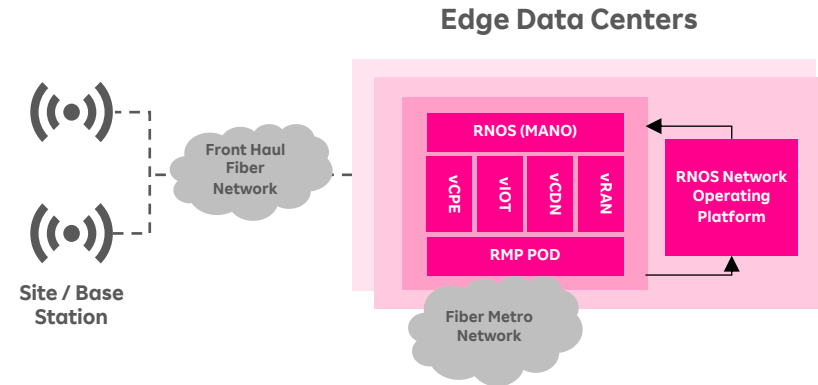 Edge Data Centers
Front Haul
Fiber
Network
RNOS (MANO)
vCPE
vIOT
vCDN
vRAN
RMP POD
RNOS Network
Operating
Platform
Site / Base
Station
Fiber Metro
Network